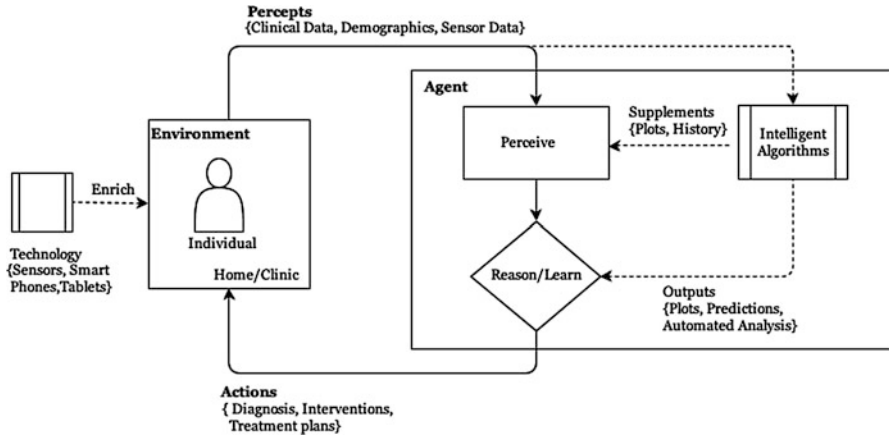 Percepts
{Clinical Data, Demographics, Sensor Data}
Agent
Environment
Individual
Home/Clinic
Enrich
Technology
{Sensors, Smart
Phones,Tablets}
Perceive
Supplements
{Plots, History}
Intelligent
Algorithms
Reason/Learn
Outputs
{Plots, Predictions,
Automated Analysis}
Actions
{ Diagnosis, Interventions,
Treatment plans}